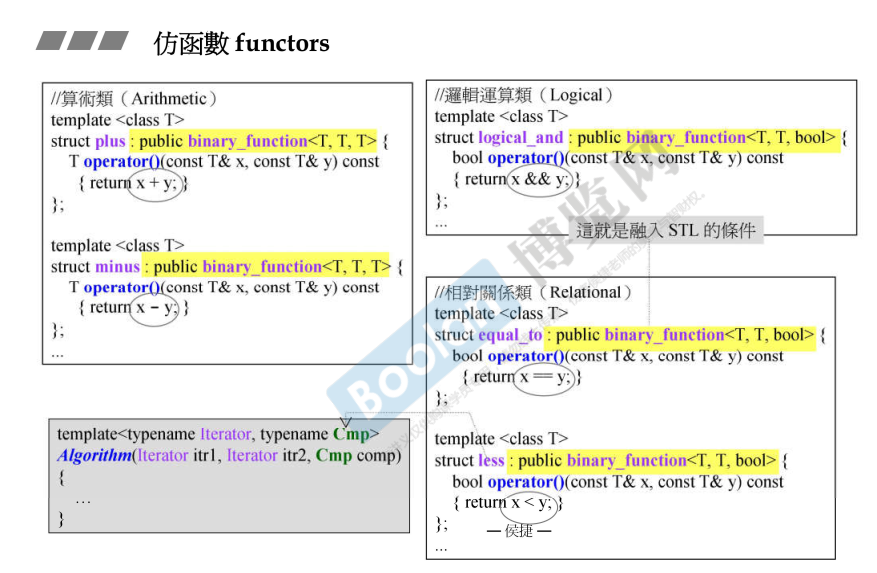 仿函數 functors
//算術類（Arithmetic）
template <class T>
struct plus : public binary_function<T, T, T> {
T operator()(const T& x, const T& y) const
{ return x + y; }
};
template <class T>
struct minus : public binary_function<T, T, T> {
T operator()(const T& x, const T& y) const
{ return x − y; }
};
...
//邏輯運算類（Logical）
template <class T>
struct logical_and : public binary_function<T, T, bool> {
bool operator()(const T& x, const T& y) const
{ return x && y; }
};
...
這就是融入 STL 的條件
//相對關係類（Relational）
template <class T>
struct equal_to : public binary_function<T, T, bool> {
bool operator()(const T& x, const T& y) const
{ return x == y; }
};
template <class T>
struct less : public binary_function<T, T, bool> {
bool operator()(const T& x, const T& y) const
{ return x < y; }
};
...
template<typename Iterator, typename Cmp>
Algorithm(Iterator itr1, Iterator itr2, Cmp comp)
{
...
}
— 侯捷 —
Boolan
博览网